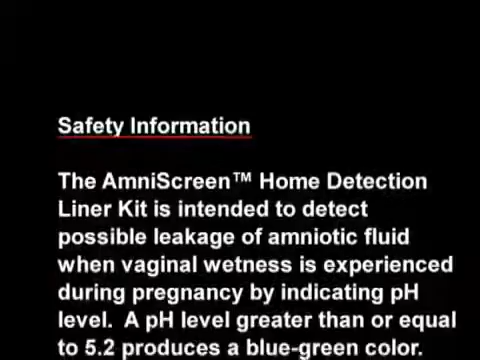 Safety Information
The AmniScreen™ Home Detection
Liner Kit is intended to detect
possible leakage of amniotic fluid
when vaginal wetness is experienced
during pregnancy by indicating pH
level.  A pH level greater than or equal
to 5.2 produces a blue-green color.